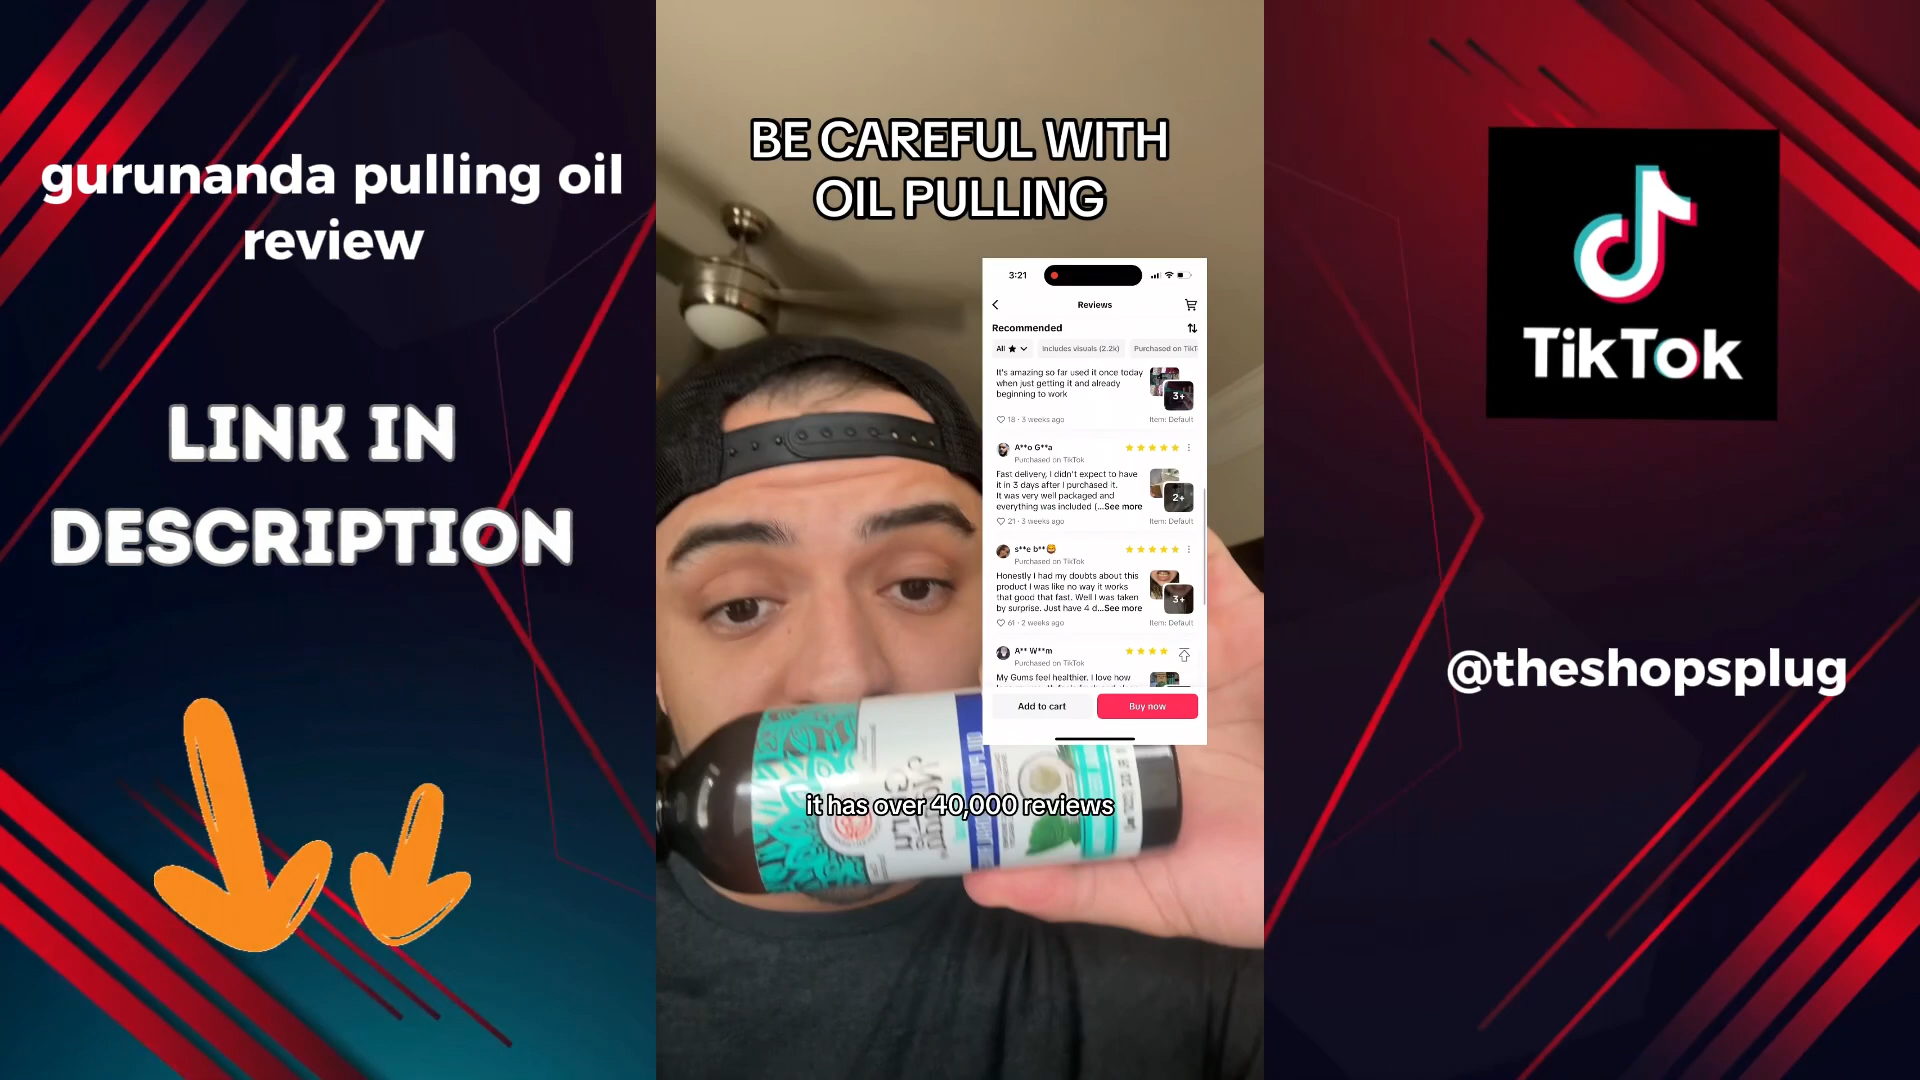 gurunanda pulling oil
review
LINK IN
DESCRIPTION
BE CAREFUL WITH
OIL PULLING
3:21
Reviews
Recommended
All ★
Includes visuals (2.2k)
Purchased on TikT
It's amazing so far used it once today
when just getting it and already
beginning to work
3+
18 · 3 weeks ago
Item: Default
A**o G**a
Purchased on TikTok
Fast delivery, I didn't expect to have
it in 3 days after I purchased it.
It was very well packaged and
everything was included (...See more
2+
21 · 3 weeks ago
Item: Default
s**e b**😋
Purchased on TikTok
Honestly I had my doubts about this
product I was like no way it works
that good that fast. Well I was taken
by surprise. Just have 4 d...See more
3+
61 · 2 weeks ago
Item: Default
A** W**m
Purchased on TikTok
My Gums feel healthier. I love how
Add to cart
Buy now
it has over 40,000 reviews
TikTok
@theshopsplug